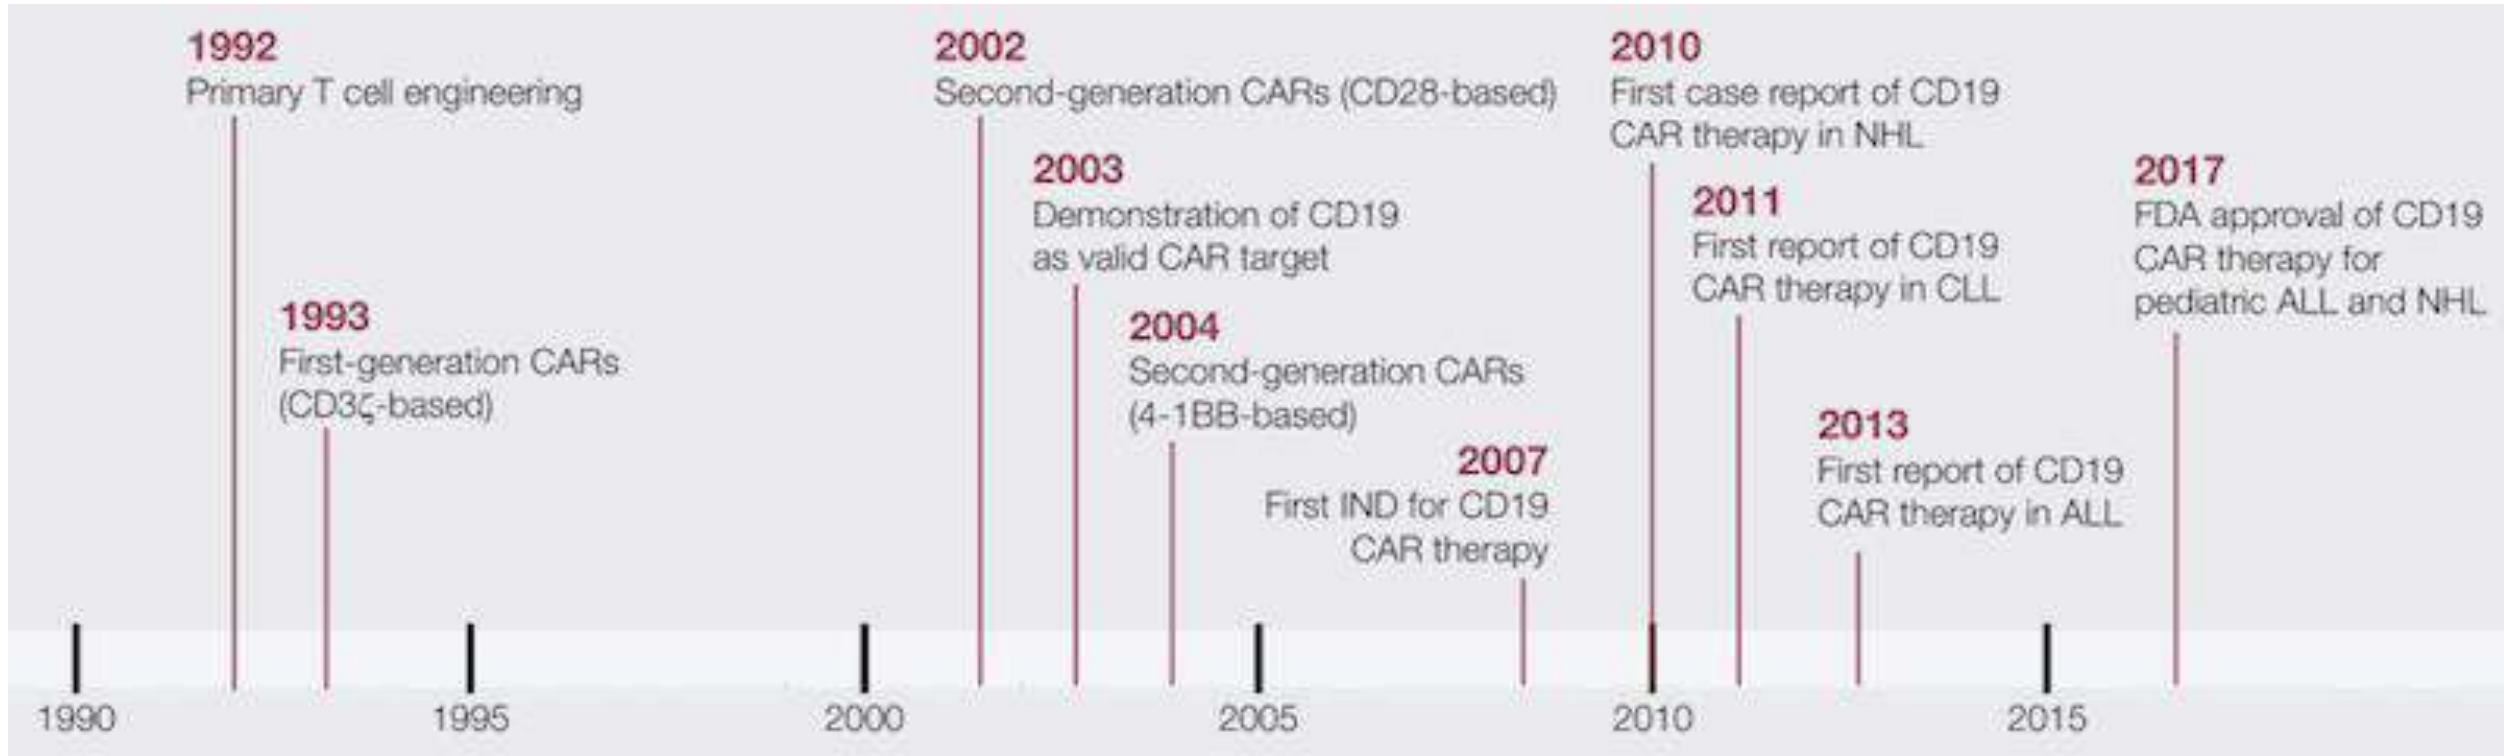 1992
Primary T cell engineering
1993
First-generation CARs
(CD3ζ-based)
2002
Second-generation CARs (CD28-based)
2003
Demonstration of CD19
as valid CAR target
2004
Second-generation CARs
(4-1BB-based)
2007
First IND for CD19
CAR therapy
2010
First case report of CD19
CAR therapy in NHL
2011
First report of CD19
CAR therapy in CLL
2013
First report of CD19
CAR therapy in ALL
2017
FDA approval of CD19
CAR therapy for
pediatric ALL and NHL
1990 1995 2000 2005 2010 2015